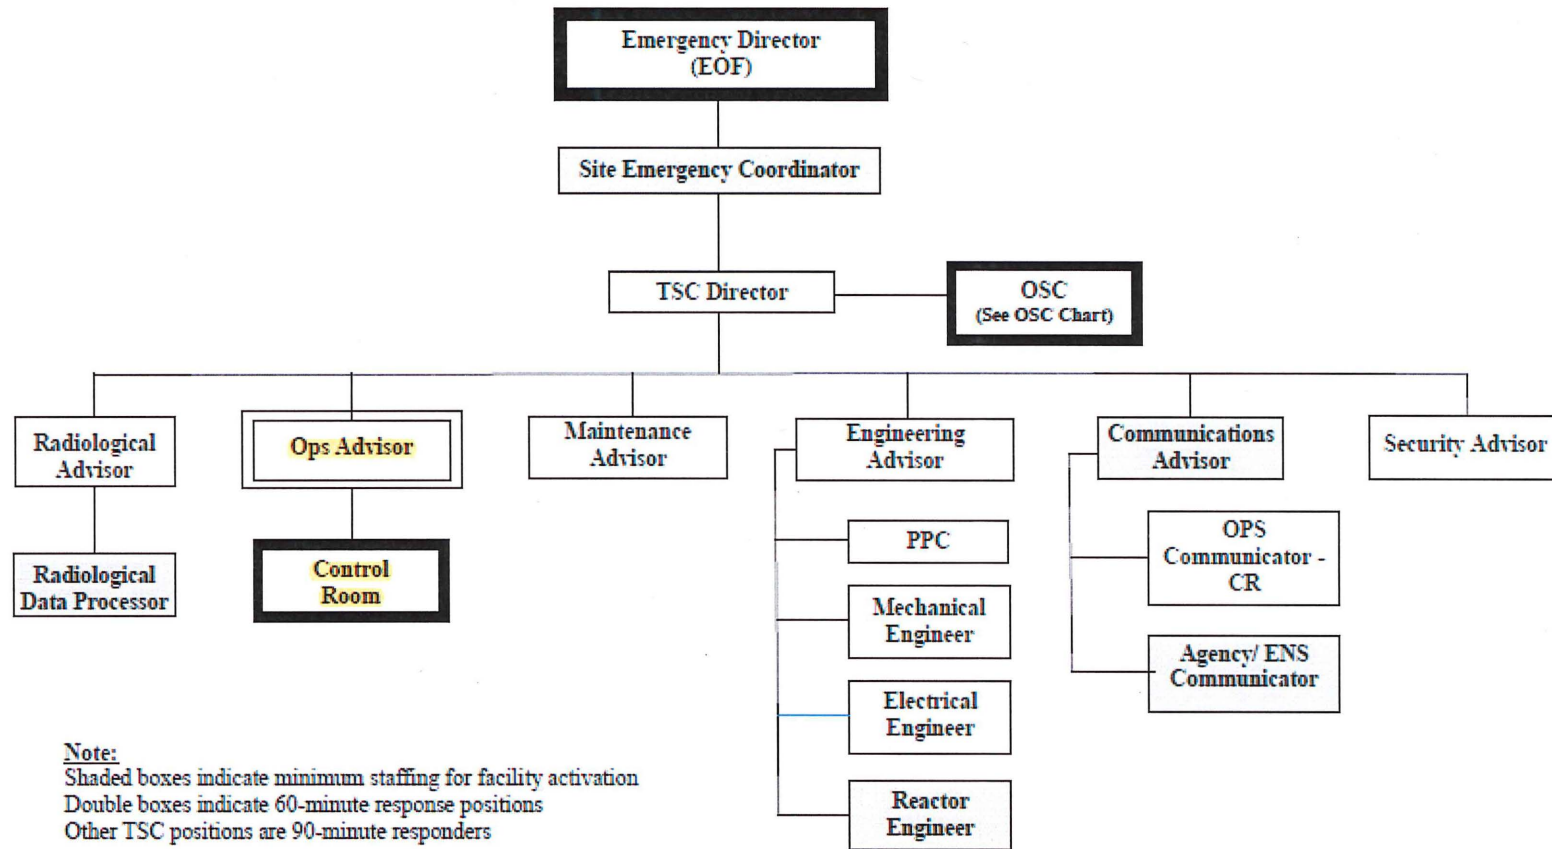 Emergency Director
(EOF)
Site Emergency Coordinator
TSC Director
OSC
(See OSC Chart)
Radiological
Advisor
Ops Advisor
Maintenance
Advisor
Engineering
Advisor
Communications
Advisor
Security Advisor
Radiological
Data Processor
Control
Room
PPC
Mechanical
Engineer
Electrical
Engineer
Reactor
Engineer
OPS
Communicator -
CR
Agency/ ENS
Communicator
Note:
Shaded boxes indicate minimum staffing for facility activation
Double boxes indicate 60-minute response positions
Other TSC positions are 90-minute responders